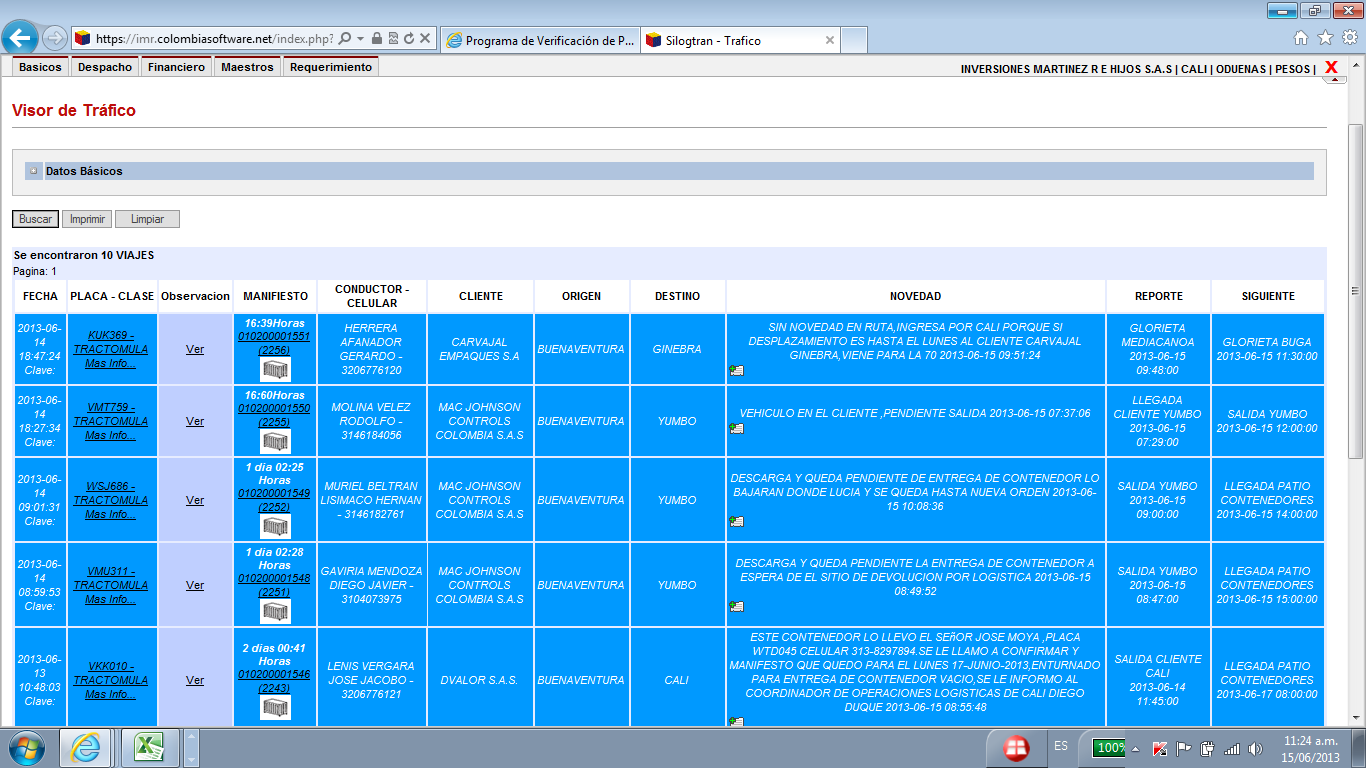 https://imr.colombiasoftware.net/index.php?
Programa de Verificación de P...
Silogtran - Trafico
Basicos Despacho Financiero Maestros Requerimiento
INVERSIONES MARTINEZ R E HIJOS S.A.S | CALI | ODUENAS | PESOS | X
Visor de Tráfico
Datos Básicos
Buscar Imprimir Limpiar
Se encontraron 10 VIAJES
Pagina: 1
FECHA PLACA - CLASE Observacion MANIFIESTO CONDUCTOR - CELULAR CLIENTE ORIGEN DESTINO NOVEDAD REPORTE SIGUIENTE
2013-06-
14
18:47:24
Clave:
KUK369 -
TRACTOMULA
Mas Info...
Ver
16:39Horas
010200001551
(2256)
HERRERA
AFANADOR
GERARDO -
3206776120
CARVAJAL
EMPAQUES S.A
BUENAVENTURA
GINEBRA
SIN NOVEDAD EN RUTA,INGRESA POR CALI PORQUE SI
DESPLAZAMIENTO ES HASTA EL LUNES AL CLIENTE CARVAJAL
GINEBRA,VIENE PARA LA 70 2013-06-15 09:51:24
GLORIETA
MEDIACANOA
2013-06-15
09:48:00
GLORIETA BUGA
2013-06-15 11:30:00
2013-06-
14
18:27:34
Clave:
VMT759 -
TRACTOMULA
Mas Info...
Ver
16:60Horas
010200001550
(2255)
MOLINA VELEZ
RODOLFO -
3146184056
MAC JOHNSON
CONTROLS
COLOMBIA S.A.S
BUENAVENTURA
YUMBO
VEHICULO EN EL CLIENTE ,PENDIENTE SALIDA 2013-06-15 07:37:06
LLEGADA
CLIENTE YUMBO
2013-06-15
07:29:00
SALIDA YUMBO
2013-06-15 12:00:00
2013-06-
14
09:01:31
Clave:
WSJ686 -
TRACTOMULA
Mas Info...
Ver
1 dia 02:25
Horas
010200001549
(2252)
MURIEL BELTRAN
LISIMACO HERNAN
- 3146182761
MAC JOHNSON
CONTROLS
COLOMBIA S.A.S
BUENAVENTURA
YUMBO
DESCARGA Y QUEDA PENDIENTE DE ENTREGA DE CONTENEDOR LO
BAJARAN DONDE LUCIA Y SE QUEDA HASTA NUEVA ORDEN 2013-06-
15 10:08:36
SALIDA YUMBO
2013-06-15
09:00:00
LLEGADA PATIO
CONTENEDORES
2013-06-15 14:00:00
2013-06-
14
08:59:53
Clave:
VMU311 -
TRACTOMULA
Mas Info...
Ver
1 dia 02:28
Horas
010200001548
(2251)
GAVIRIA MENDOZA
DIEGO JAVIER -
3104073975
MAC JOHNSON
CONTROLS
COLOMBIA S.A.S
BUENAVENTURA
YUMBO
DESCARGA Y QUEDA PENDIENTE LA ENTREGA DE CONTENEDOR A
ESPERA DE EL SITIO DE DEVOLUCION POR LOGISTICA 2013-06-15
08:49:52
SALIDA YUMBO
2013-06-15
08:47:00
LLEGADA PATIO
CONTENEDORES
2013-06-15 15:00:00
2013-06-
13
10:48:03
Clave:
VKK010 -
TRACTOMULA
Mas Info...
Ver
2 dias 00:41
Horas
010200001546
(2243)
LENIS VERGARA
JOSE JACOBO -
3206776121
DVALOR S.A.S.
BUENAVENTURA
CALI
ESTE CONTENEDOR LO LLEVO EL SEñOR JOSE MOYA ,PLACA
WTD045 CELULAR 313-8297894.SE LE LLAMO A CONFIRMAR Y
MANIFESTO QUE QUEDO PARA EL LUNES 17-JUNIO-2013,ENTURNADO
PARA ENTREGA DE CONTENEDOR VACIO,SE LE INFORMO AL
COORDINADOR DE OPERACIONES LOGISTICAS DE CALI DIEGO
DUQUE 2013-06-15 08:55:48
SALIDA CLIENTE
CALI
2013-06-14
11:45:00
LLEGADA PATIO
CONTENEDORES
2013-06-17 08:00:00
ES
100%
11:24 a.m.
15/06/2013